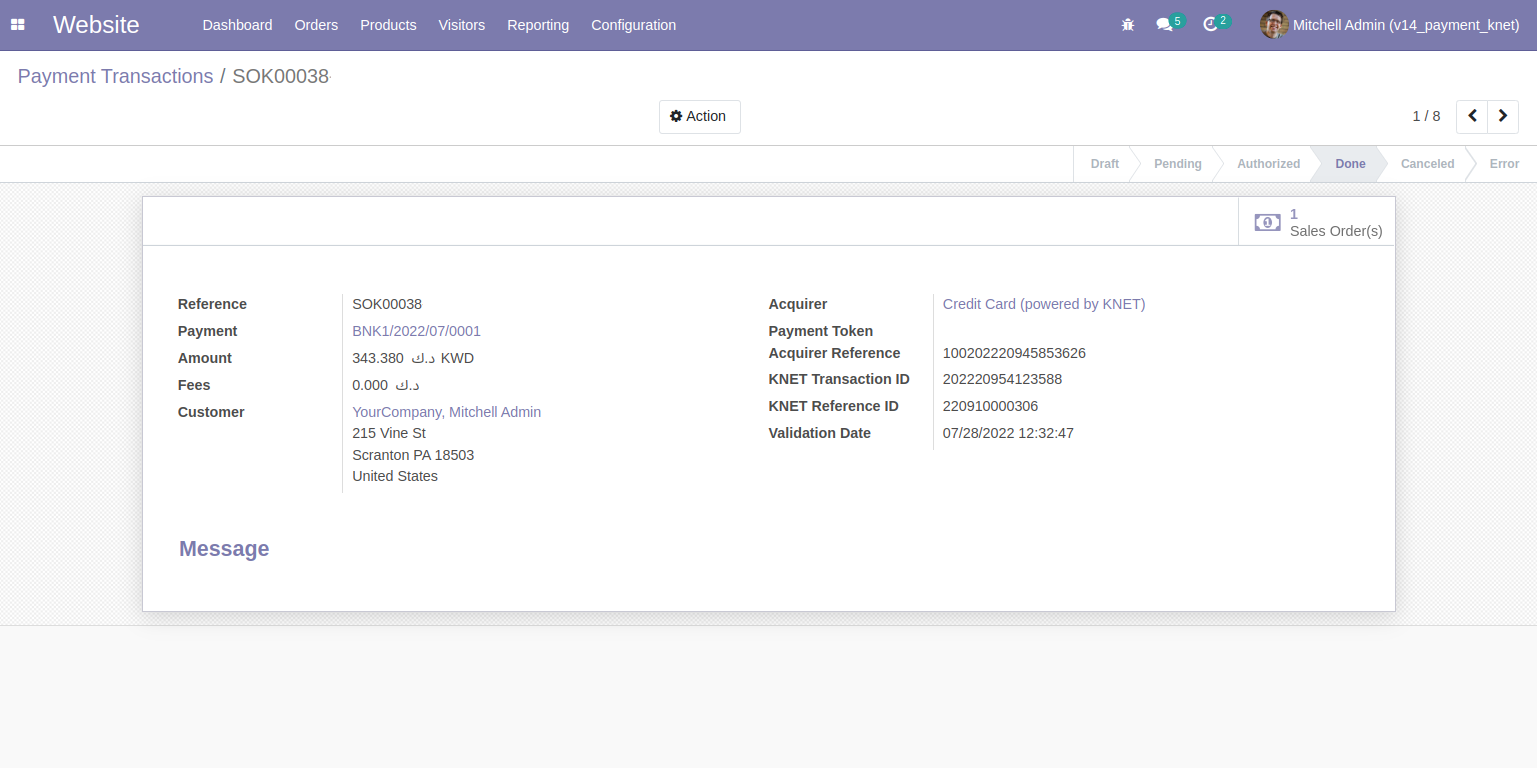 Website Dashboard Orders Products Visitors Reporting Configuration 5 2 Mitchell Admin (v14_payment_knet)
Payment Transactions / SOK00038
Action 1 / 8
Draft Pending Authorized Done Canceled Error
1
Sales Order(s)
Reference SOK00038
Payment BNK1/2022/07/0001
Amount 343.380 د.ك KWD
Fees 0.000 د.ك
Customer YourCompany, Mitchell Admin
215 Vine St
Scranton PA 18503
United States
Acquirer Credit Card (powered by KNET)
Payment Token
Acquirer Reference 100202220945853626
KNET Transaction ID 202220954123588
KNET Reference ID 220910000306
Validation Date 07/28/2022 12:32:47
Message